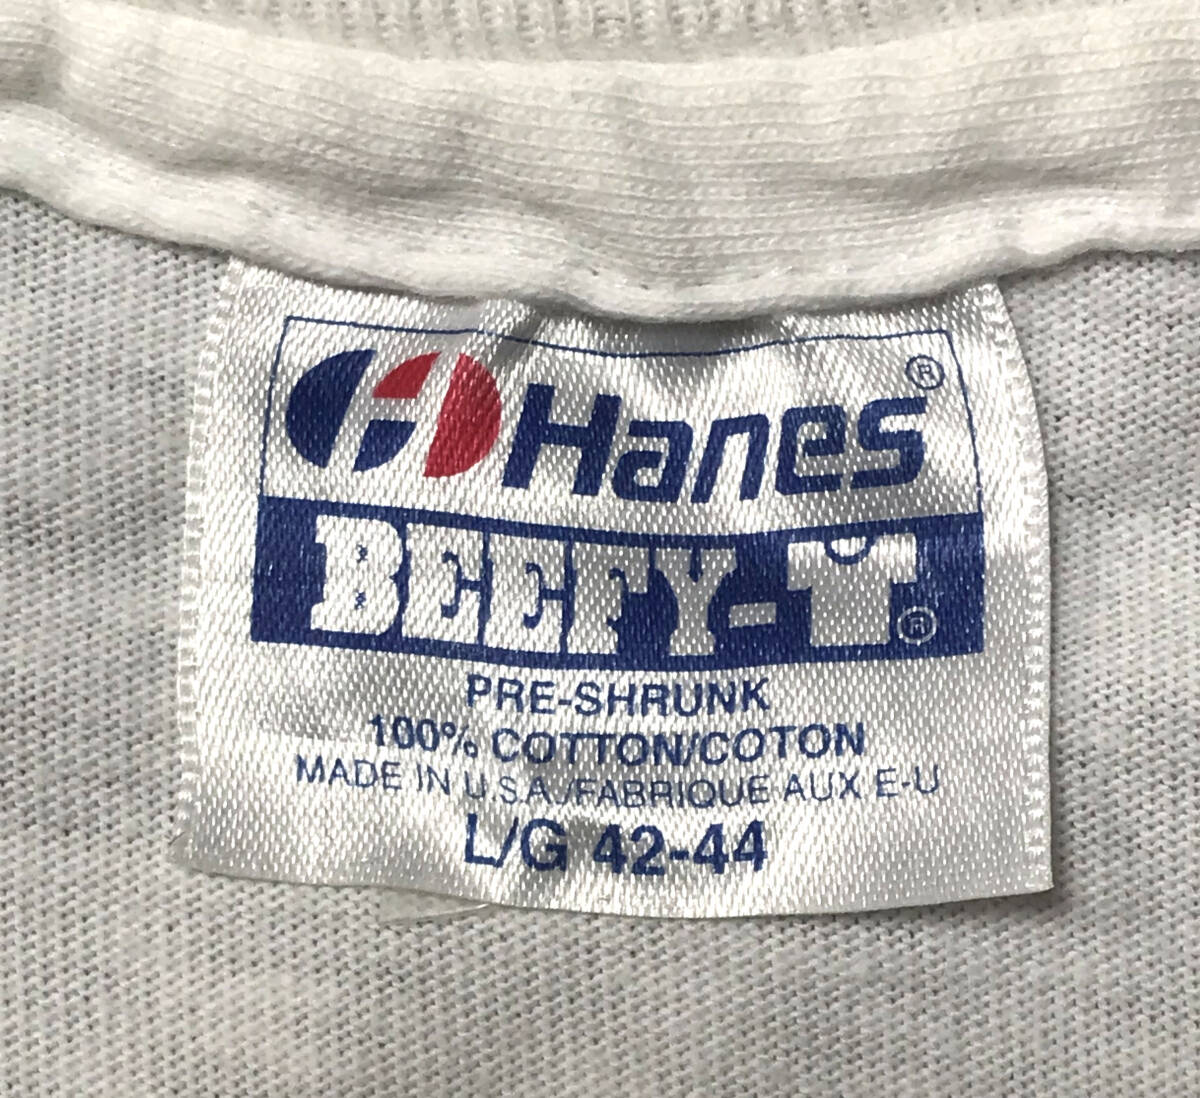 Hanes®
BEEFY-T®
PRE-SHRUNK
100% COTTON/COTON
MADE IN U.S.A./FABRIQUE AUX E-U
L/G 42-44